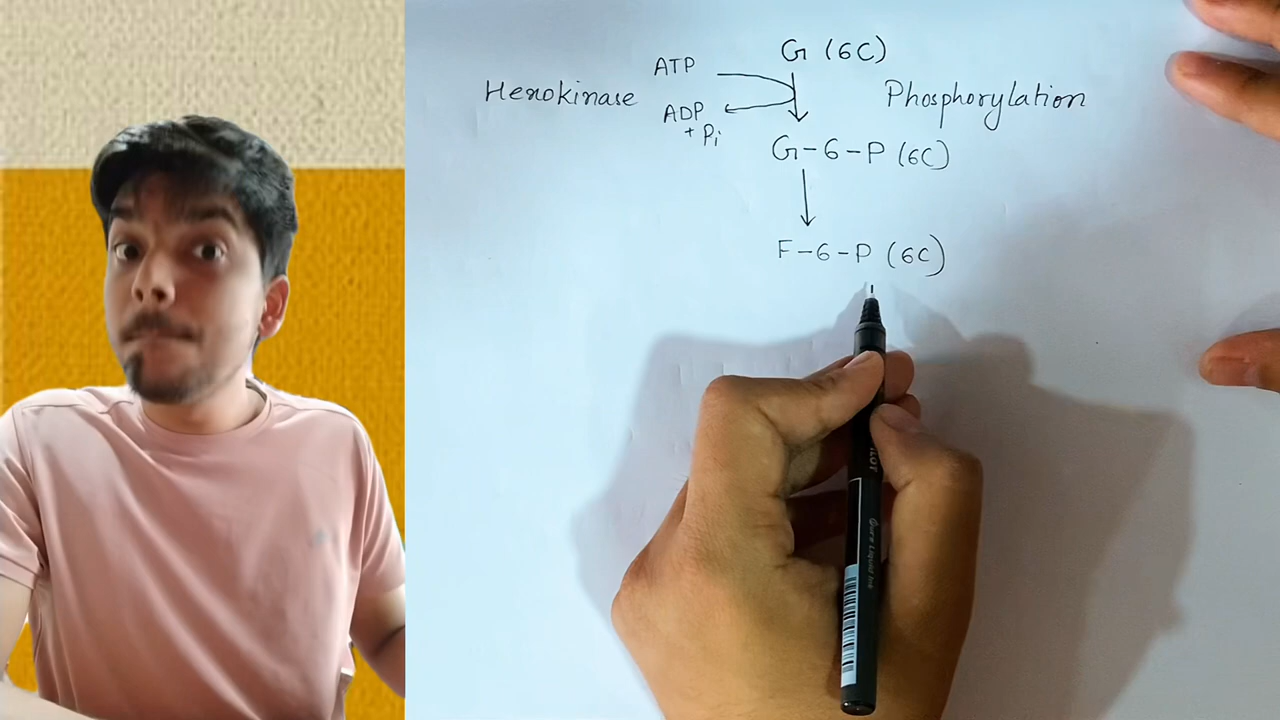 G (6C)
ATP
Hexokinase
ADP
+ Pi
Phosphorylation
G-6-P (6C)
F-6-P (6C)